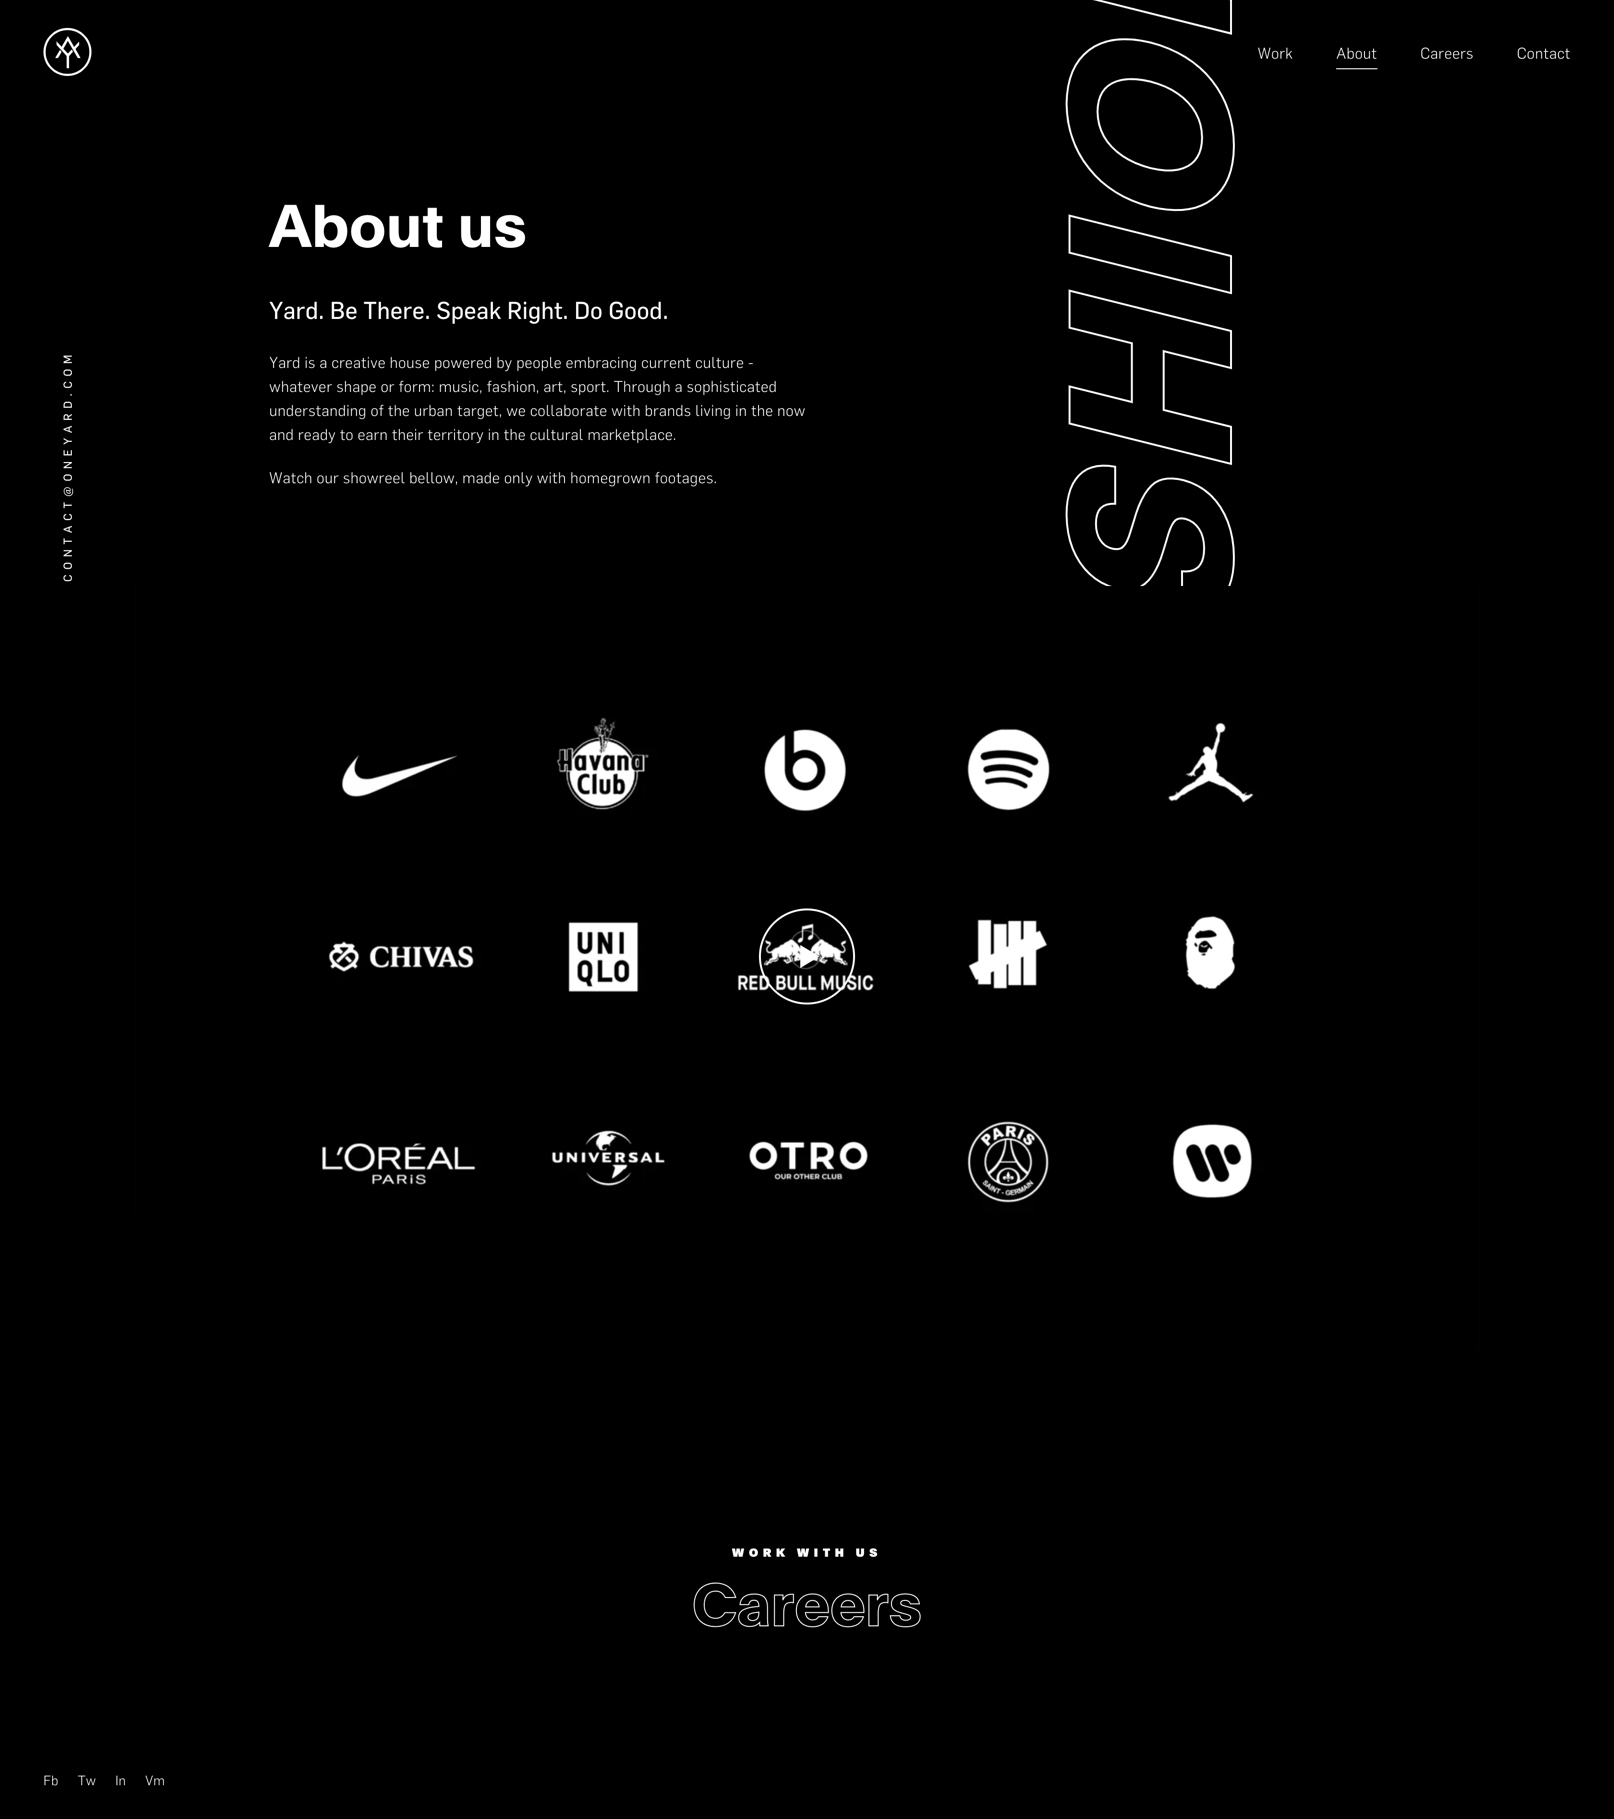 Work
About
Careers
Contact
SHIO
About us
Yard. Be There. Speak Right. Do Good.
Yard is a creative house powered by people embracing current culture -
whatever shape or form: music, fashion, art, sport. Through a sophisticated
understanding of the urban target, we collaborate with brands living in the now
and ready to earn their territory in the cultural marketplace.
Watch our showreel bellow, made only with homegrown footages.
CONTACT@ONEYARD.COM
Havana
Club
b
CHIVAS
UNI
QLO
RED BULL MUSIC
L'ORÉAL
PARiS
UNIVERSAL
OTRO
OUR OTHER CLUB
PARIS
SAINT - GERMAIN
WORK WITH US
Careers
Fb
Tw
In
Vm